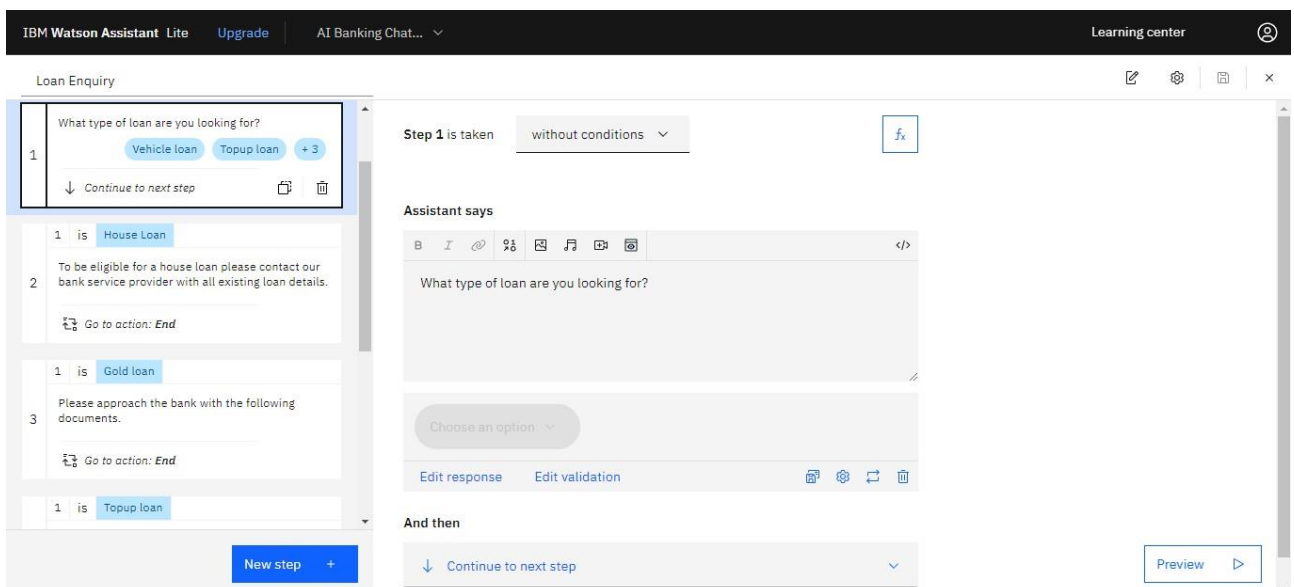 IBM Watson Assistant Lite Upgrade AI Banking Chat... Learning center
Loan Enquiry
1
What type of loan are you looking for?
Vehicle loan Topup loan + 3
Continue to next step
1 is House Loan
2
To be eligible for a house loan please contact our
bank service provider with all existing loan details.
Go to action: End
1 is Gold loan
3
Please approach the bank with the following
documents.
Go to action: End
1 is Topup loan
New step +
Step 1 is taken without conditions fx
Assistant says
B I </>
What type of loan are you looking for?
Choose an option
Edit response Edit validation
And then
Continue to next step
Preview